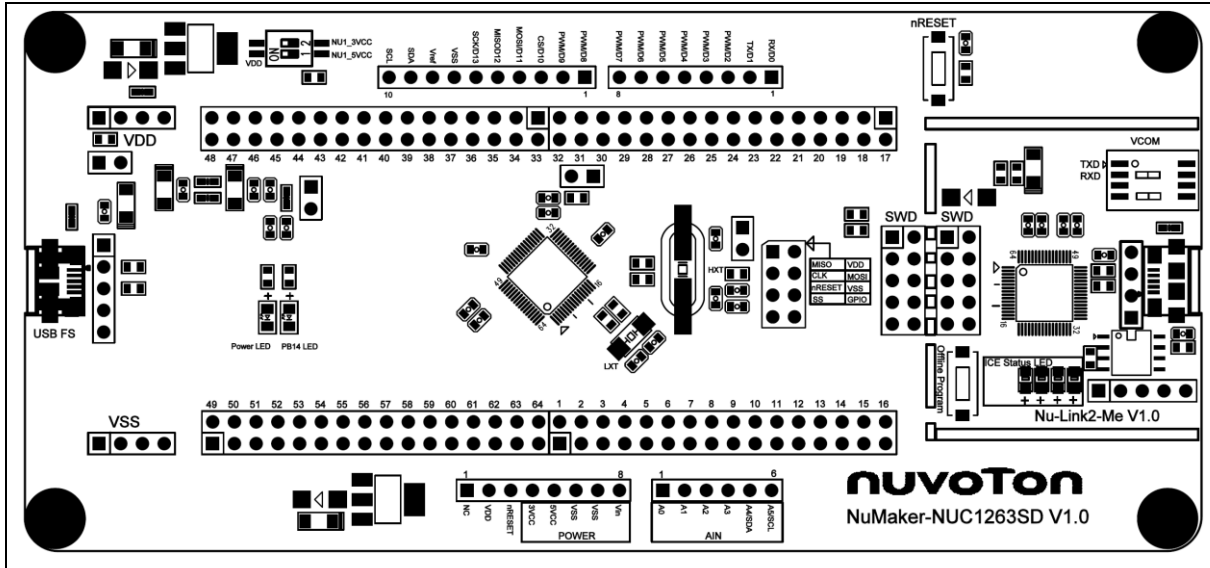 nRESET
NU1_3VCC
NU1_5VCC
VDD
ON
1 2
SCL SDA Vref VSS SCK/D13 MISOD12 MOSI/D11 CS/D10 PWM/D9 PWM/D8
PWM/D7 PWM/D6 PWM/D5 PWM/D4 PWM/D3 PWM/D2 TX/D1 RX/D0
10 1 8 1
VDD
48 47 46 45 44 43 42 41 40 39 38 37 36 35 34 33 32 31 30 29 28 27 26 25 24 23 22 21 20 19 18 17
VCOM
TXD
RXD
SWD SWD
32
49
16
64
HXT
LXT
MISO VDD
CLK MOSI
nRESET VSS
SS GPIO
64 49
16 32
USB FS
Power LED PB14 LED
Offline Program
ICE Status LED
+ + + +
Nu-Link2-Me V1.0
49 50 51 52 53 54 55 56 57 58 59 60 61 62 63 64 1 2 3 4 5 6 7 8 9 10 11 12 13 14 15 16
VSS
1 8 1 6
NC VDD nRESET 3VCC 5VCC VSS VSS Vin
A0 A1 A2 A3 A4/SDA A5/SCL
POWER AIN
nuvoTon
NuMaker-NUC1263SD V1.0